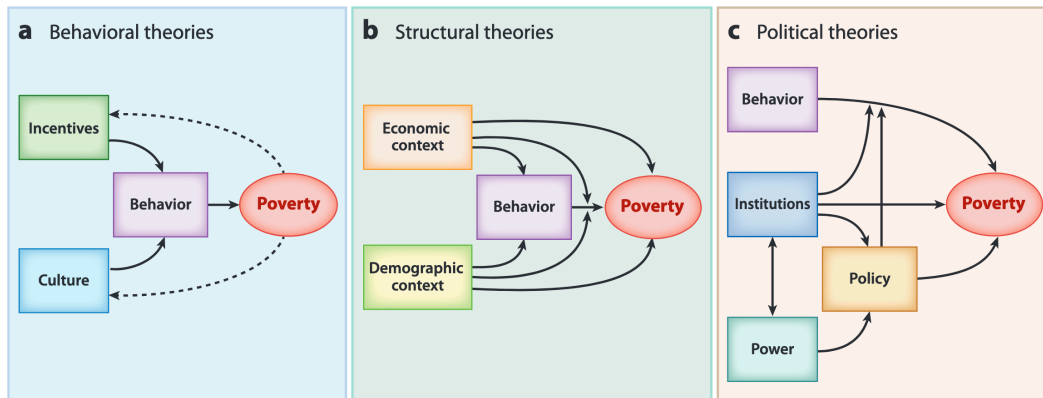 a Behavioral theories
Incentives
Behavior
Poverty
Culture
b Structural theories
Economic
context
Behavior
Poverty
Demographic
context
c Political theories
Behavior
Institutions
Poverty
Policy
Power